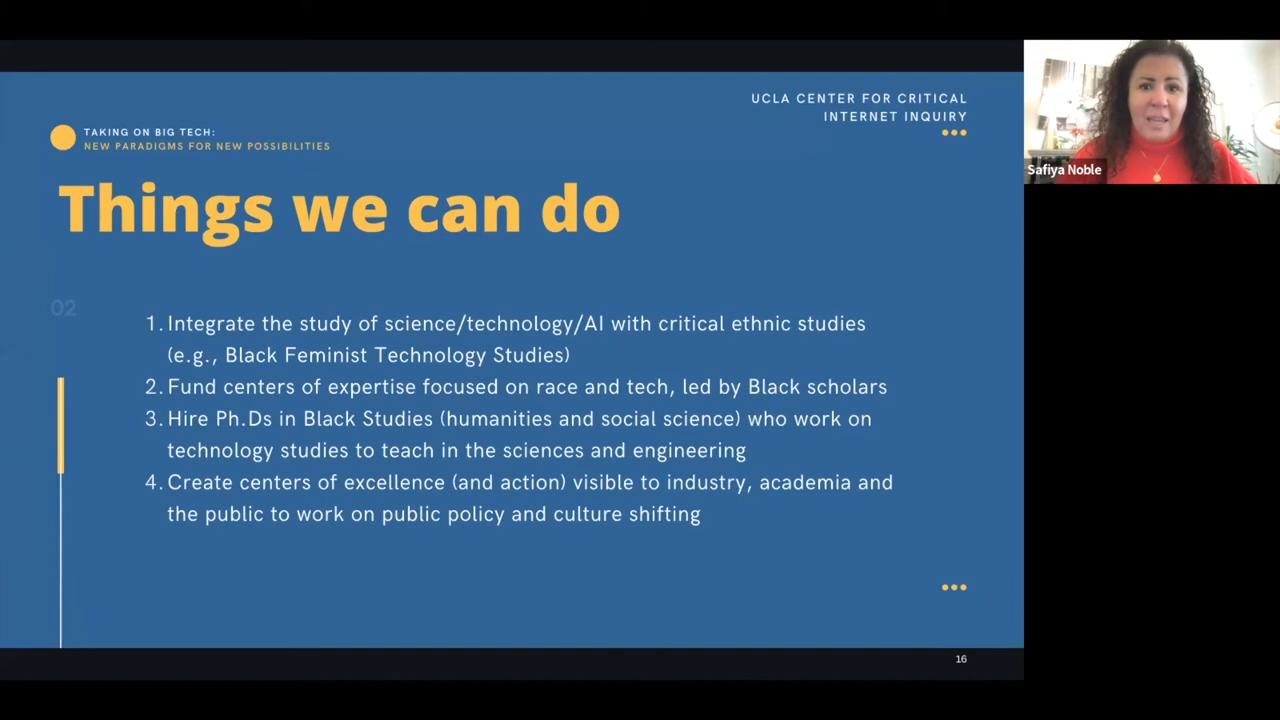 UCLA CENTER FOR CRITICAL
INTERNET INQUIRY
TAKING ON BIG TECH:
NEW PARADIGMS FOR NEW POSSIBILITIES
Things we can do
02
1. Integrate the study of science/technology/AI with critical ethnic studies
(e.g., Black Feminist Technology Studies)
2. Fund centers of expertise focused on race and tech, led by Black scholars
3. Hire Ph.Ds in Black Studies (humanities and social science) who work on
technology studies to teach in the sciences and engineering
4. Create centers of excellence (and action) visible to industry, academia and
the public to work on public policy and culture shifting
16
Safiya Noble